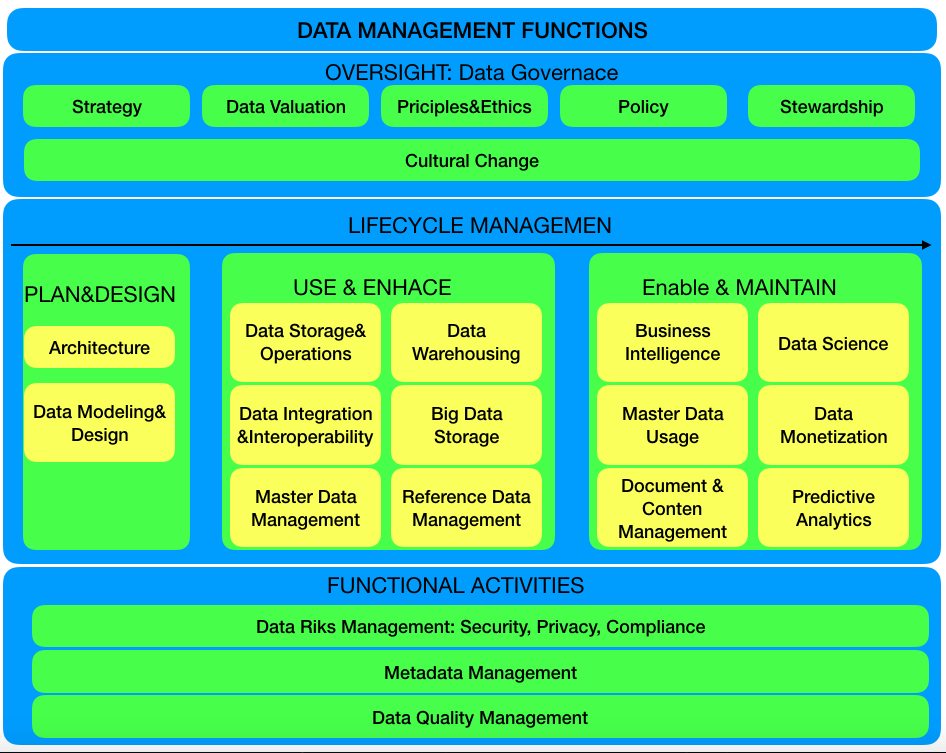 DATA MANAGEMENT FUNCTIONS
OVERSIGHT: Data Governace
Strategy
Data Valuation
Priciples&Ethics
Policy
Stewardship
Cultural Change
LIFECYCLE MANAGEMEN
PLAN&DESIGN
Architecture
Data Modeling&
Design
USE & ENHACE
Data Storage&
Operations
Data
Warehousing
Data Integration
&Interoperability
Big Data
Storage
Master Data
Management
Reference Data
Management
Enable & MAINTAIN
Business
Intelligence
Data Science
Master Data
Usage
Data
Monetization
Document &
Conten
Management
Predictive
Analytics
FUNCTIONAL ACTIVITIES
Data Riks Management: Security, Privacy, Compliance
Metadata Management
Data Quality Management